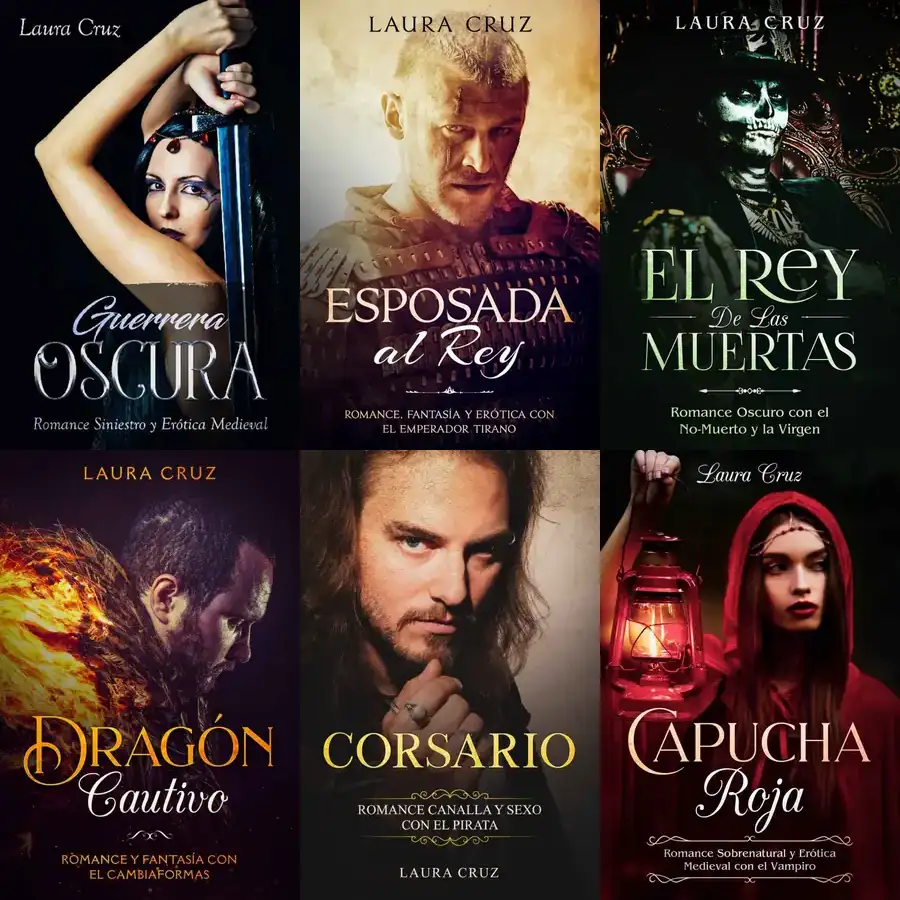 Laura Cruz
Guerrera
OSCURA
Romance Siniestro y Erótica Medieval
LAURA CRUZ
ESPOSADA
al Rey
ROMANCE, FANTASÍA Y ERÓTICA CON
EL EMPERADOR TIRANO
LAURA CRUZ
EL REY
De Las
MUERTAS
Romance Oscuro con el
No-Muerto y la Virgen
LAURA CRUZ
DRAGÓN
Cautivo
ROMANCE Y FANTASÍA CON
EL CAMBIAFORMAS
CORSARIO
ROMANCE CANALLA Y SEXO
CON EL PIRATA
LAURA CRUZ
Laura Cruz
CAPUCHA
Roja
Romance Sobrenatural y Erótica
Medieval con el Vampiro